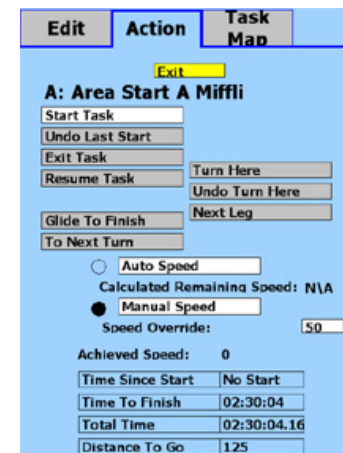 Edit Action Task Map
Exit
A: Area Start A Miffli
Start Task
Undo Last Start
Exit Task
Resume Task
Turn Here
Undo Turn Here
Next Leg
Glide To Finish
To Next Turn
Auto Speed
Calculated Remaining Speed: N\A
Manual Speed
Speed Override: 50
Achieved Speed: 0
Time Since Start No Start
Time To Finish 02:30:04
Total Time 02:30:04.16
Distance To Go 125